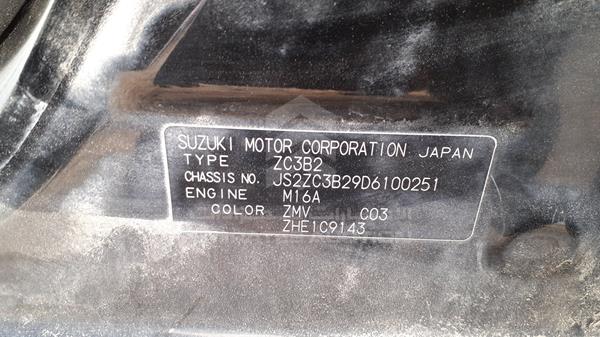 SUZUKI MOTOR CORPORATION JAPAN
TYPE ZC3B2
CHASSIS NO. JS2ZC3B29D6100251
ENGINE M16A
COLOR ZMV C03
ZHE1C9143